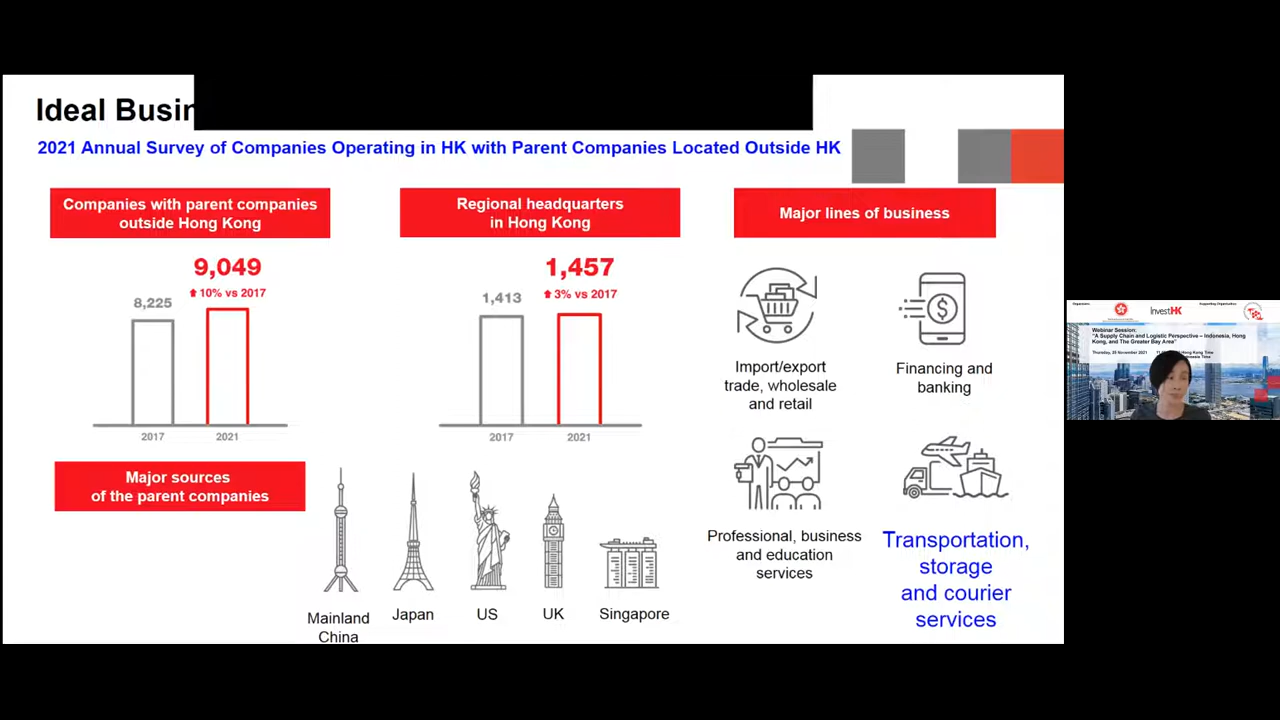 Ideal Busin
2021 Annual Survey of Companies Operating in HK with Parent Companies Located Outside HK
Companies with parent companies
outside Hong Kong
9,049
10% vs 2017
8,225
2017
2021
Regional headquarters
in Hong Kong
1,457
3% vs 2017
1,413
2017
2021
Major lines of business
Import/export
trade, wholesale
and retail
Financing and
banking
Professional, business
and education
services
Transportation,
storage
and courier
services
Major sources
of the parent companies
Mainland
China
Japan
US
UK
Singapore
InvestHK
Webinar Session:
"A Supply Chain and Logistic Perspective – Indonesia, Hong
Kong, and The Greater Bay Area"
Thursday, 25 November 2021